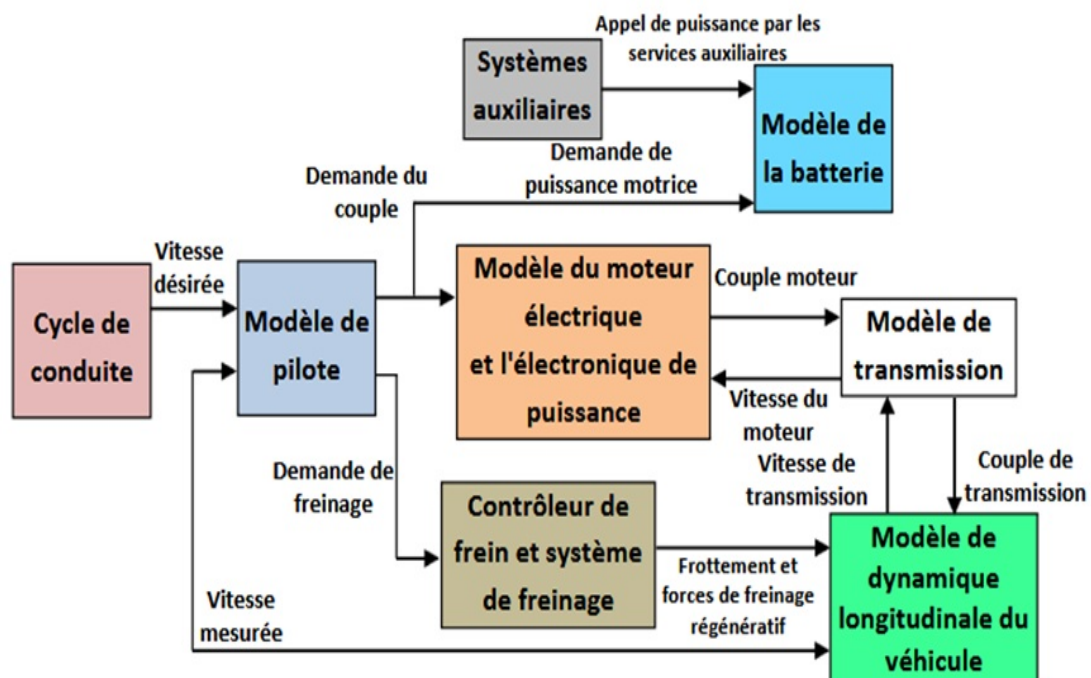 Appel de puissance par les
services auxiliaires
Systèmes
auxiliaires
Modèle de
la batterie
Demande de
puissance motrice
Demande du
couple
Vitesse
désirée
Cycle de
conduite
Modèle de
pilote
Modèle du moteur
électrique
et l'électronique de
puissance
Couple moteur
Modèle de
transmission
Vitesse du
moteur
Vitesse de
transmission
Couple de
transmission
Demande de
freinage
Contrôleur de
frein et système
de freinage
Frottement et
forces de freinage
régénératif
Modèle de
dynamique
longitudinale du
véhicule
Vitesse
mesurée